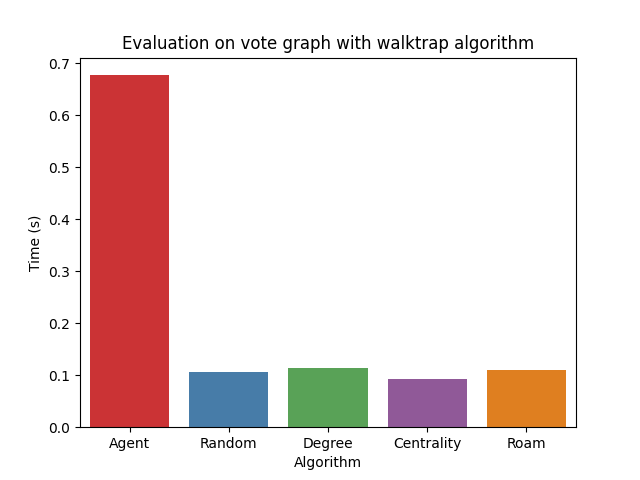 Evaluation on vote graph with walktrap algorithm
Time (s)
0.7
0.6
0.5
0.4
0.3
0.2
0.1
0.0
Agent Random Degree Centrality Roam
Algorithm